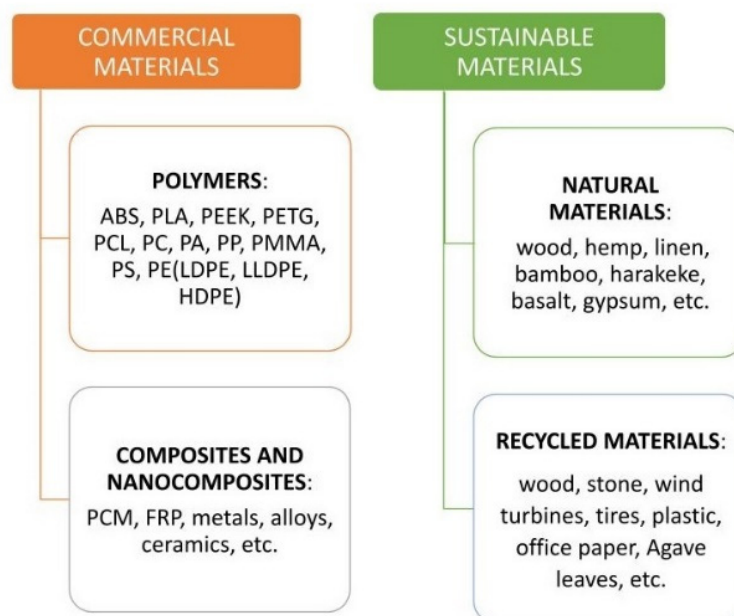 COMMERCIAL
MATERIALS
POLYMERS:
ABS, PLA, PEEK, PETG,
PCL, PC, PA, PP, PMMA,
PS, PE(LDPE, LLDPE,
HDPE)
COMPOSITES AND
NANOCOMPOSITES:
PCM, FRP, metals, alloys,
ceramics, etc.
SUSTAINABLE
MATERIALS
NATURAL
MATERIALS:
wood, hemp, linen,
bamboo, harakeke,
basalt, gypsum, etc.
RECYCLED MATERIALS:
wood, stone, wind
turbines, tires, plastic,
office paper, Agave
leaves, etc.